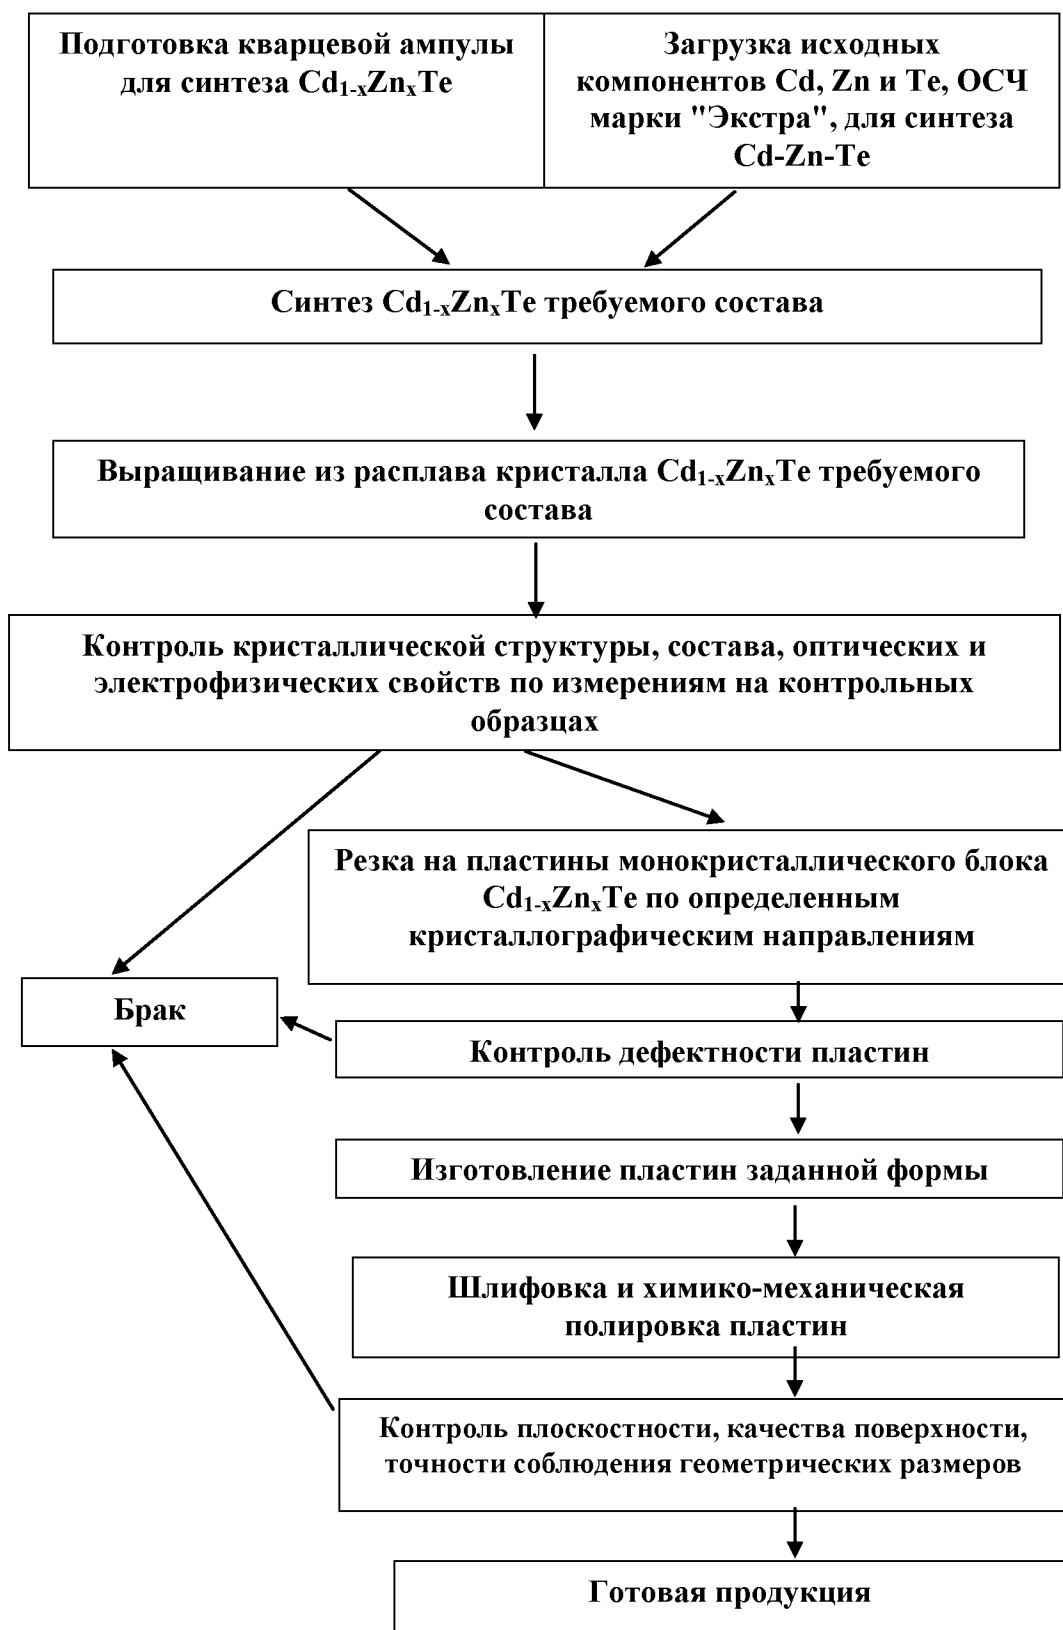 Подготовка кварцевой ампулы
для синтеза Cd₁₋ₓZnₓTe
Загрузка исходных
компонентов Cd, Zn и Te, ОСЧ
марки "Экстра", для синтеза
Cd-Zn-Te
Синтез Cd₁₋ₓZnₓTe требуемого состава
Выращивание из расплава кристалла Cd₁₋ₓZnₓTe требуемого
состава
Контроль кристаллической структуры, состава, оптических и
электрофизических свойств по измерениям на контрольных
образцах
Резка на пластины монокристаллического блока
Cd₁₋ₓZnₓTe по определенным
кристаллографическим направлениям
Брак
Контроль дефектности пластин
Изготовление пластин заданной формы
Шлифовка и химико-механическая
полировка пластин
Контроль плоскостности, качества поверхности,
точности соблюдения геометрических размеров
Готовая продукция